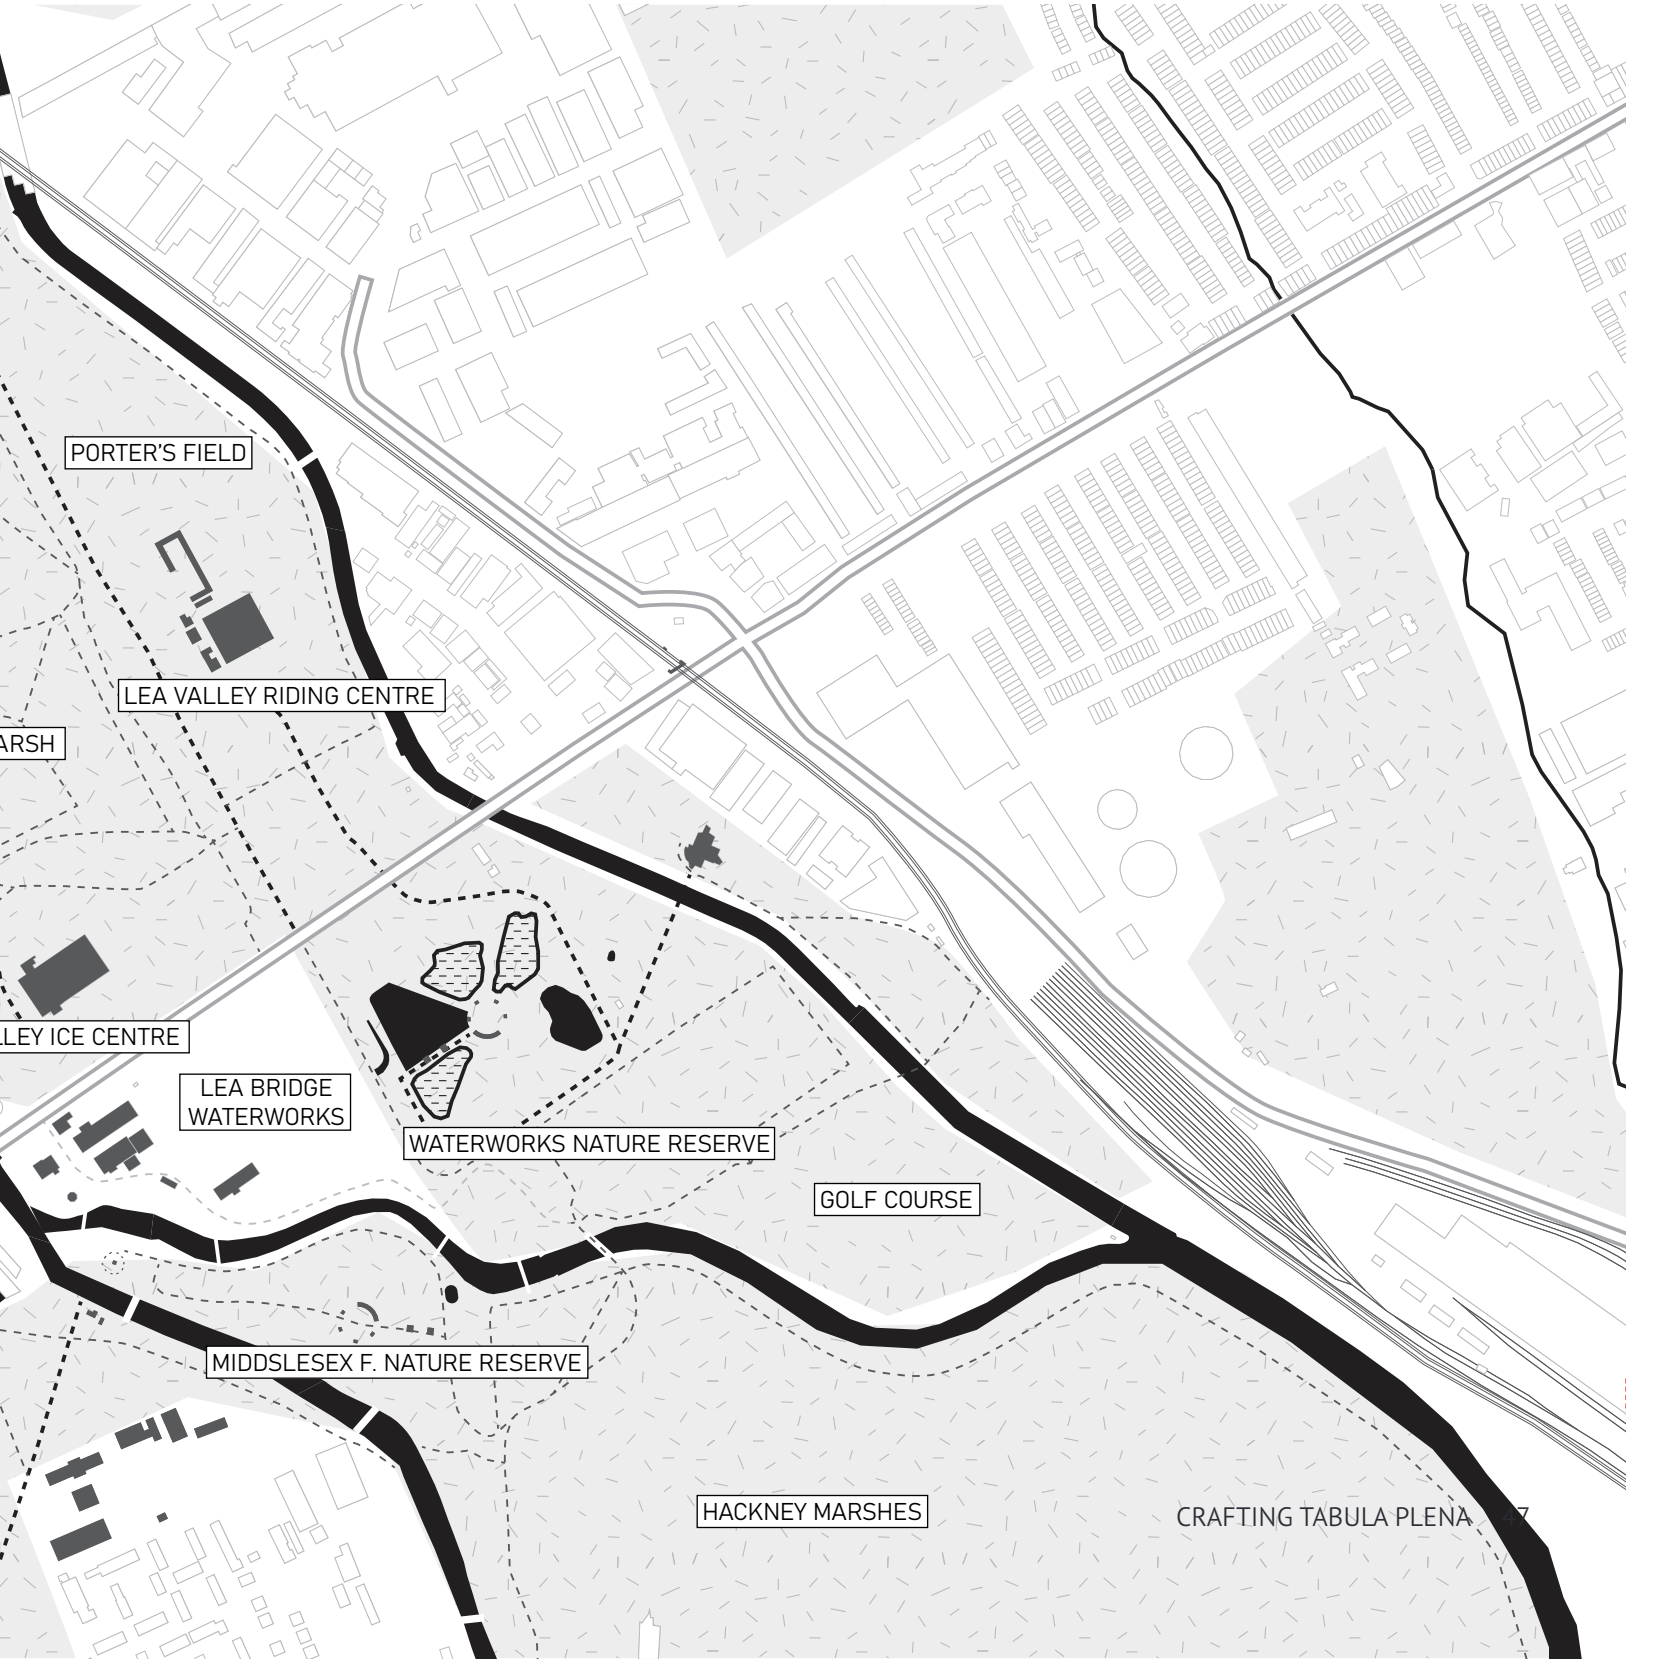 PORTER'S FIELD
LEA VALLEY RIDING CENTRE
ARSH
LLEY ICE CENTRE
LEA BRIDGE
WATERWORKS
WATERWORKS NATURE RESERVE
GOLF COURSE
MIDDSLESEX F. NATURE RESERVE
HACKNEY MARSHES
CRAFTING TABULA PLENA 47